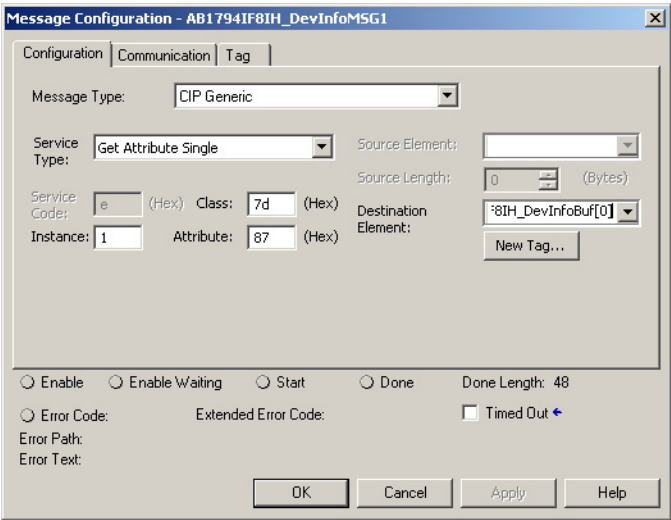 Message Configuration - AB1794IF8IH_DevInfoMSG1
Configuration Communication Tag
Message Type: CIP Generic
Service Type: Get Attribute Single
Source Element:
Source Length: 0 (Bytes)
Service Code: e (Hex) Class: 7d (Hex)
Destination Element: F8IH_DevInfoBuf[0]
Instance: 1 Attribute: 87 (Hex)
New Tag...
Enable Enable Waiting Start Done Done Length: 48
Error Code: Extended Error Code: Timed Out
Error Path:
Error Text:
OK Cancel Apply Help